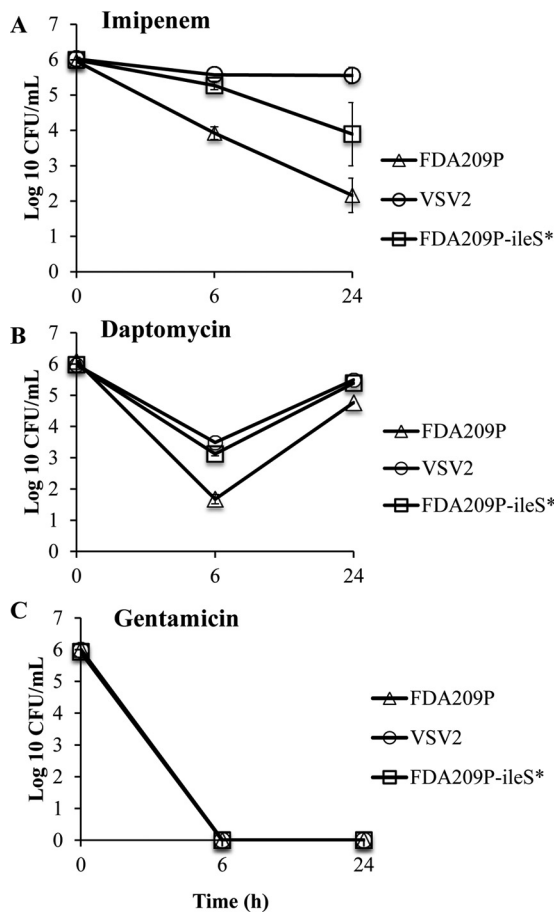 A
Imipenem
Log 10 CFU/mL
7
6
5
4
3
2
1
0
0 6 24
FDA209P
VSV2
FDA209P-ileS*
B
Daptomycin
Log 10 CFU/mL
7
6
5
4
3
2
1
0
0 6 24
FDA209P
VSV2
FDA209P-ileS*
C
Gentamicin
Log 10 CFU/mL
7
6
5
4
3
2
1
0
0 6 24
FDA209P
VSV2
FDA209P-ileS*
Time (h)